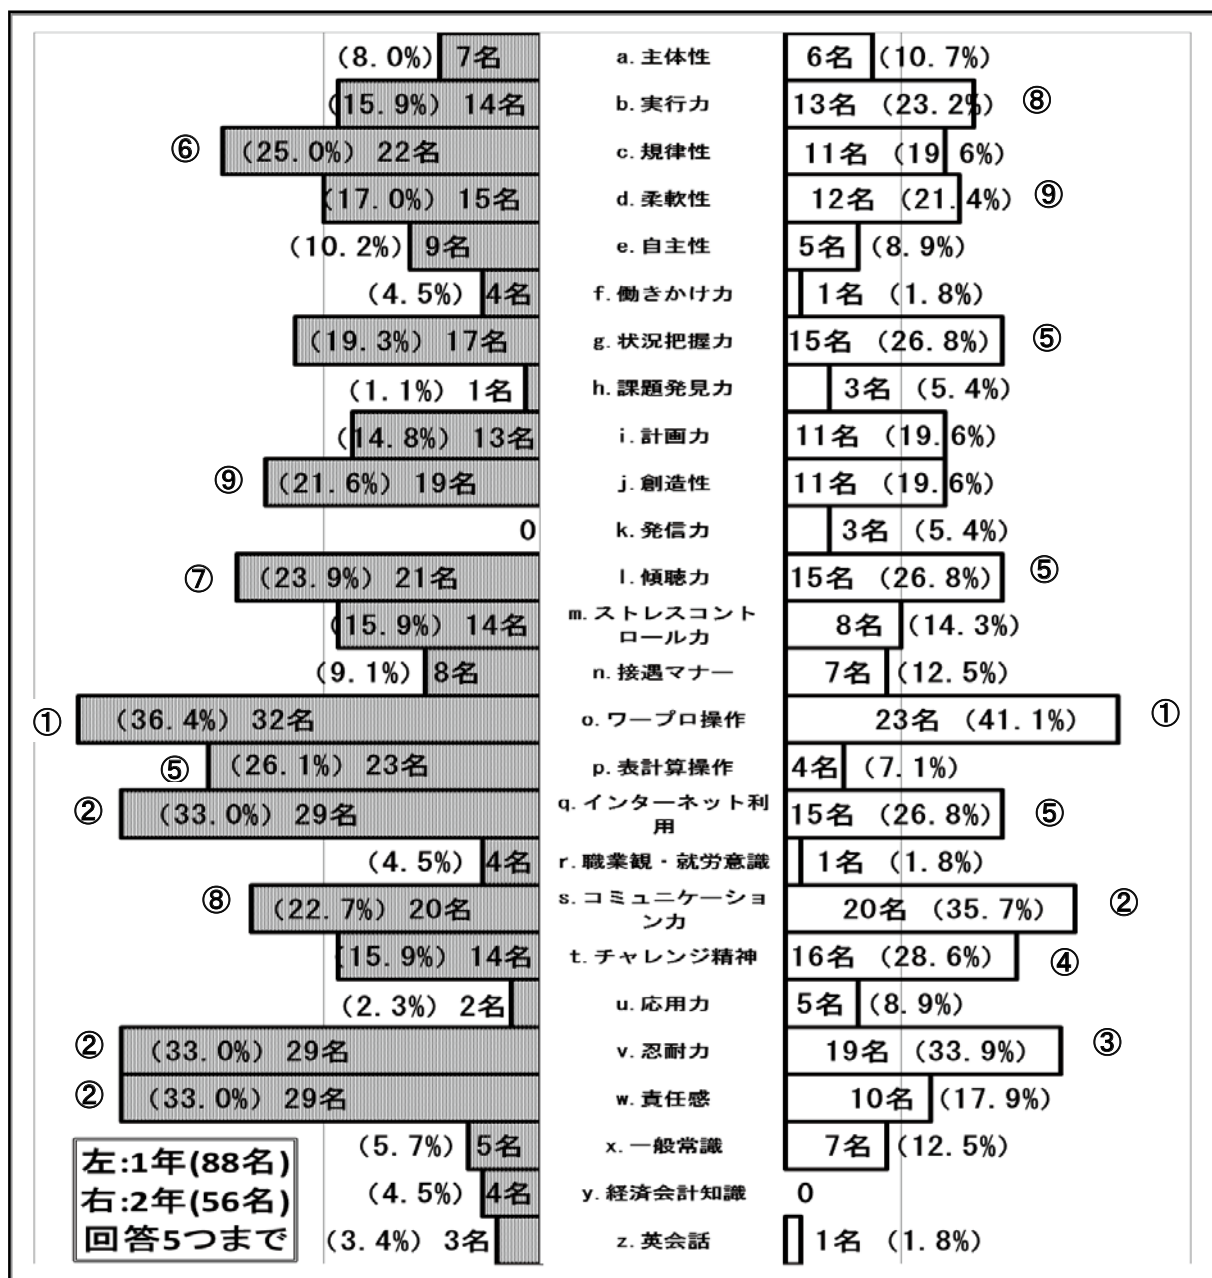 (8.0%) 7名 a.主体性 6名 (10.7%)
(15.9%) 14名 b.実行力 13名 (23.2%) ⑧
⑥ (25.0%) 22名 c.規律性 11名 (19.6%)
(17.0%) 15名 d.柔軟性 12名 (21.4%) ⑨
(10.2%) 9名 e.自主性 5名 (8.9%)
(4.5%) 4名 f.働きかけ力 1名 (1.8%)
(19.3%) 17名 g.状況把握力 15名 (26.8%) ⑤
(1.1%) 1名 h.課題発見力 3名 (5.4%)
(14.8%) 13名 i.計画力 11名 (19.6%)
⑨ (21.6%) 19名 j.創造性 11名 (19.6%)
0 k.発信力 3名 (5.4%)
⑦ (23.9%) 21名 l.傾聴力 15名 (26.8%) ⑤
(15.9%) 14名 m.ストレスコント
ロール力 8名 (14.3%)
(9.1%) 8名 n.接遇マナー 7名 (12.5%)
① (36.4%) 32名 o.ワープロ操作 23名 (41.1%) ①
⑤ (26.1%) 23名 p.表計算操作 4名 (7.1%)
② (33.0%) 29名 q.インターネット利
用 15名 (26.8%) ⑤
(4.5%) 4名 r.職業観・就労意識 1名 (1.8%)
⑧ (22.7%) 20名 s.コミュニケーショ
ン力 20名 (35.7%) ②
(15.9%) 14名 t.チャレンジ精神 16名 (28.6%) ④
(2.3%) 2名 u.応用力 5名 (8.9%)
② (33.0%) 29名 v.忍耐力 19名 (33.9%) ③
② (33.0%) 29名 w.責任感 10名 (17.9%)
(5.7%) 5名 x.一般常識 7名 (12.5%)
(4.5%) 4名 y.経済会計知識 0
(3.4%) 3名 z.英会話 1名 (1.8%)
左:1年(88名)
右:2年(56名)
回答5つまで